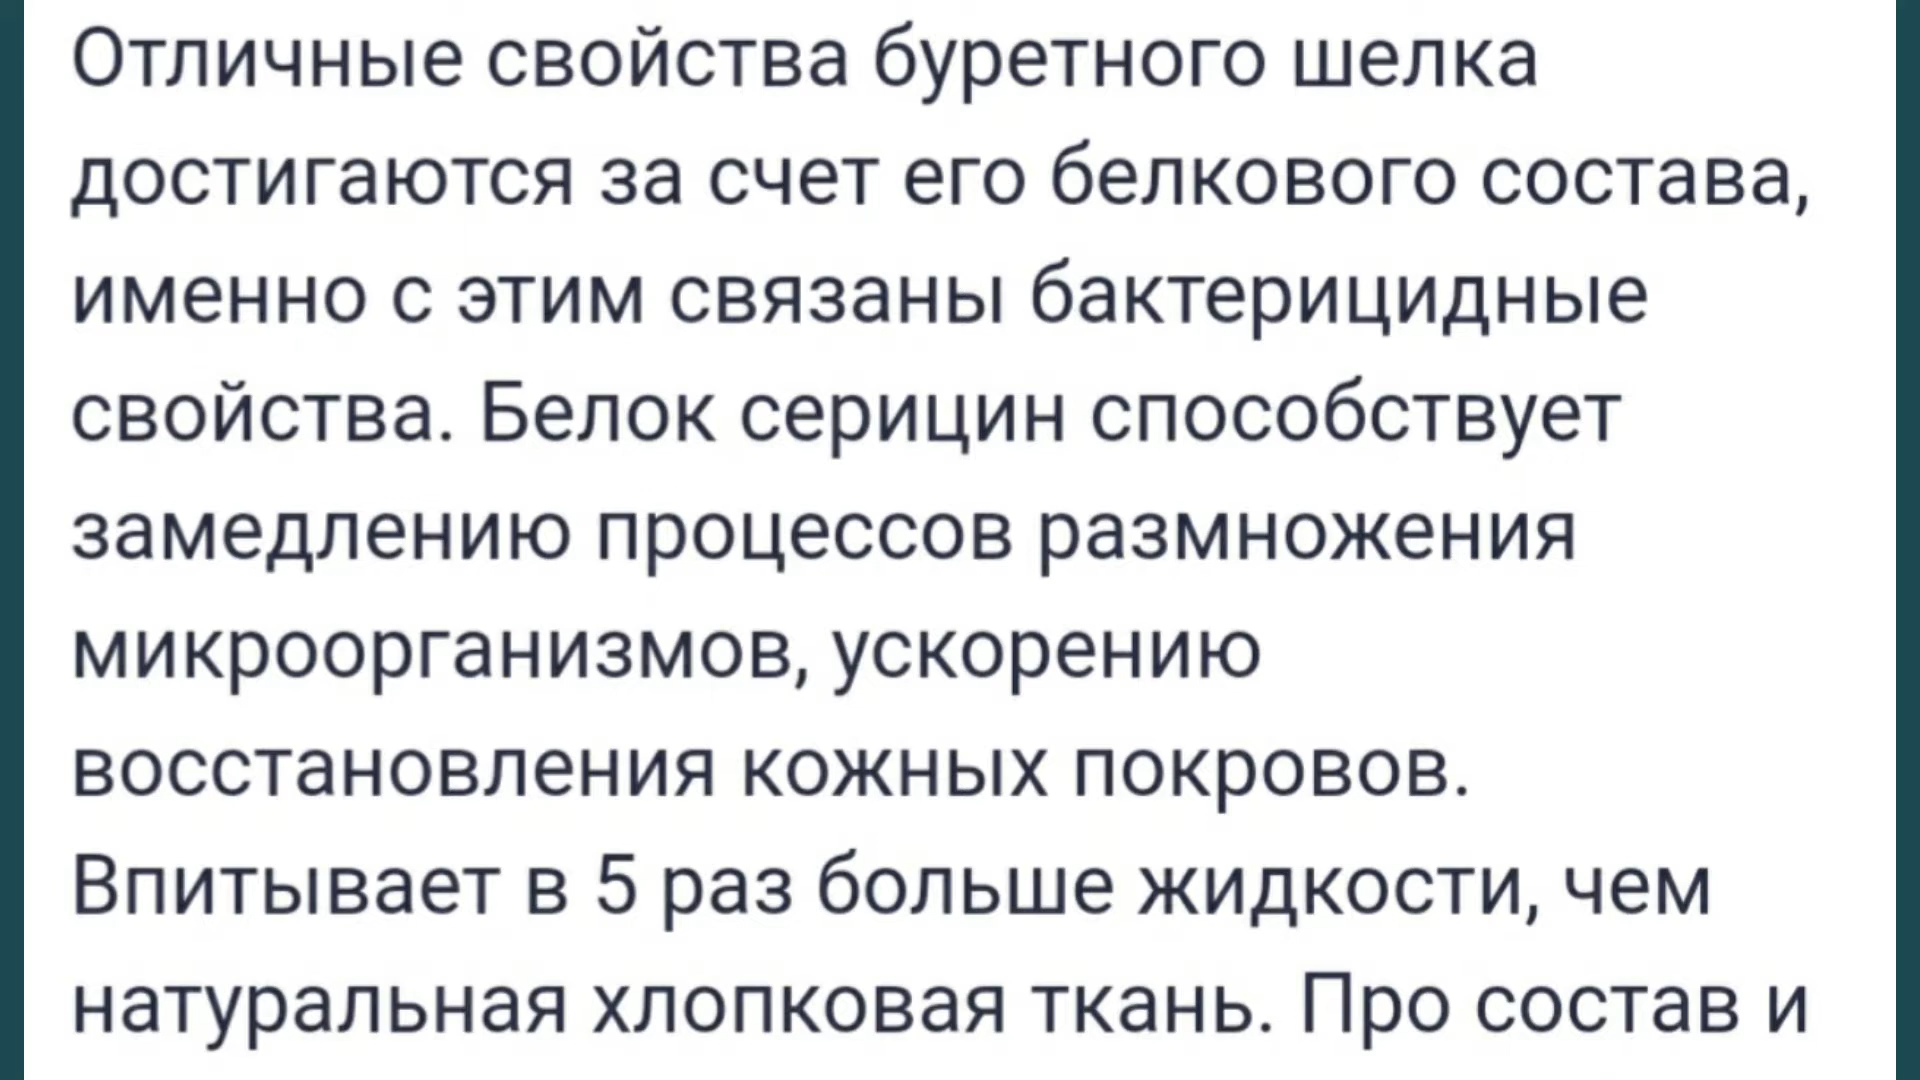 Отличные свойства буретного шелка
достигаются за счет его белкового состава,
именно с этим связаны бактерицидные
свойства. Белок серицин способствует
замедлению процессов размножения
микроорганизмов, ускорению
восстановления кожных покровов.
Впитывает в 5 раз больше жидкости, чем
натуральная хлопковая ткань. Про состав и